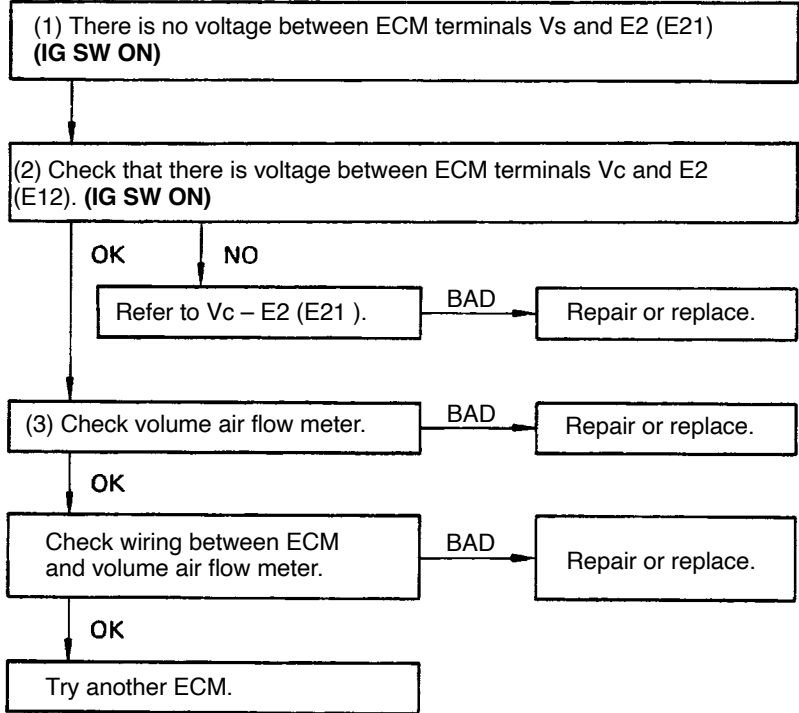 (1) There is no voltage between ECM terminals Vs and E2 (E21)
(IG SW ON)
(2) Check that there is voltage between ECM terminals Vc and E2
(E12). (IG SW ON)
OK
NO
Refer to Vc – E2 (E21 ).
BAD
Repair or replace.
(3) Check volume air flow meter.
BAD
Repair or replace.
OK
Check wiring between ECM
and volume air flow meter.
BAD
Repair or replace.
OK
Try another ECM.